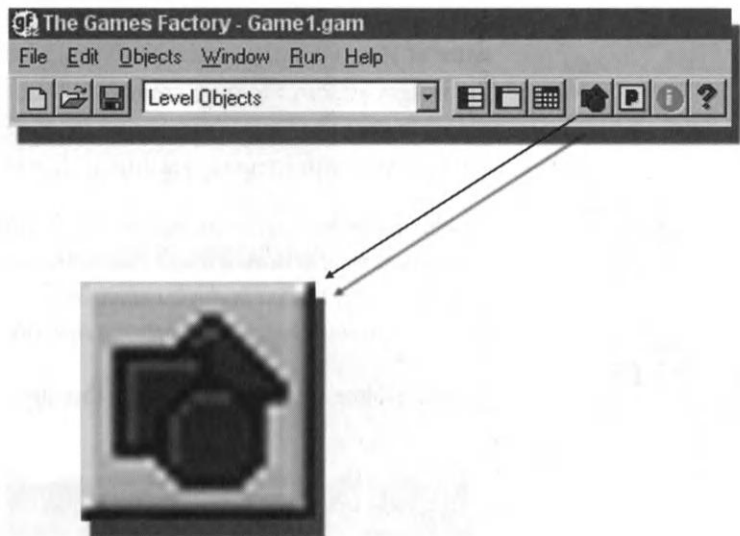 The Games Factory - Game1.gam
File Edit Objects Window Run Help
Level Objects
P
i
?